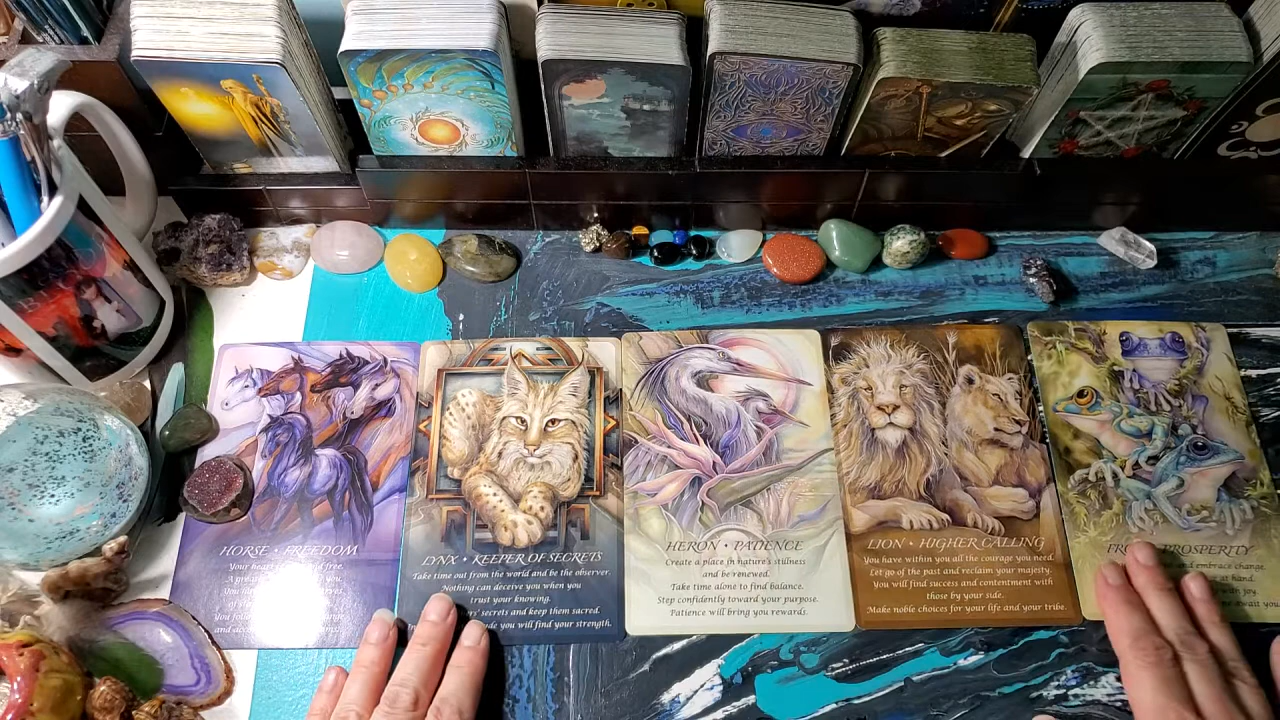 HORSE • FREEDOM
Your heart free.
LYNX • KEEPER OF SECRETS
Take time out from the world and be the observer.
Nothing can deceive you when you
trust your knowing.
secrets and keep them sacred.
you will find your strength.
HERON • PATIENCE
Create a place in nature's stillness
and be renewed.
Take time alone to find balance.
Step confidently toward your purpose.
Patience will bring you rewards.
LION • HIGHER CALLING
You have within you all the courage you need.
Let go of the past and reclaim your majesty.
You will find success and contentment with
those by your side.
Make noble choices for your life and your tribe.
PROSPERITY
and embrace change.
at hand.
with joy.
await you.